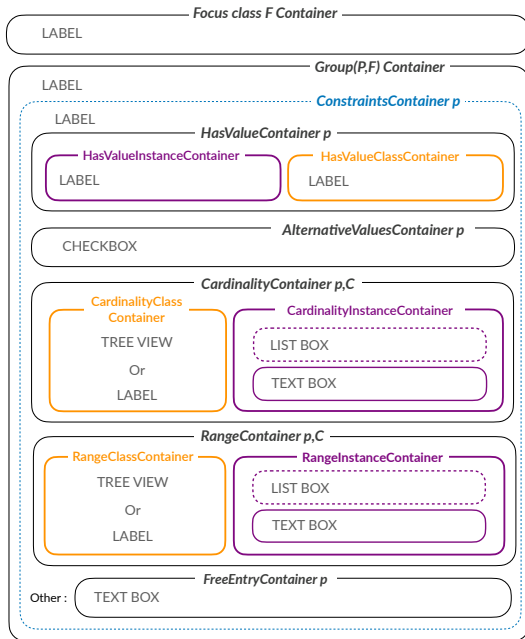 Focus class F Container
LABEL
Group(P,F) Container
LABEL
ConstraintsContainer p
LABEL
HasValueContainer p
HasValueInstanceContainer
HasValueClassContainer
LABEL
LABEL
AlternativeValuesContainer p
CHECKBOX
CardinalityContainer p,C
CardinalityClass
Container
CardinalityInstanceContainer
TREE VIEW
LIST BOX
Or
TEXT BOX
LABEL
RangeContainer p,C
RangeClassContainer
RangeInstanceContainer
TREE VIEW
LIST BOX
Or
TEXT BOX
LABEL
FreeEntryContainer p
Other :
TEXT BOX